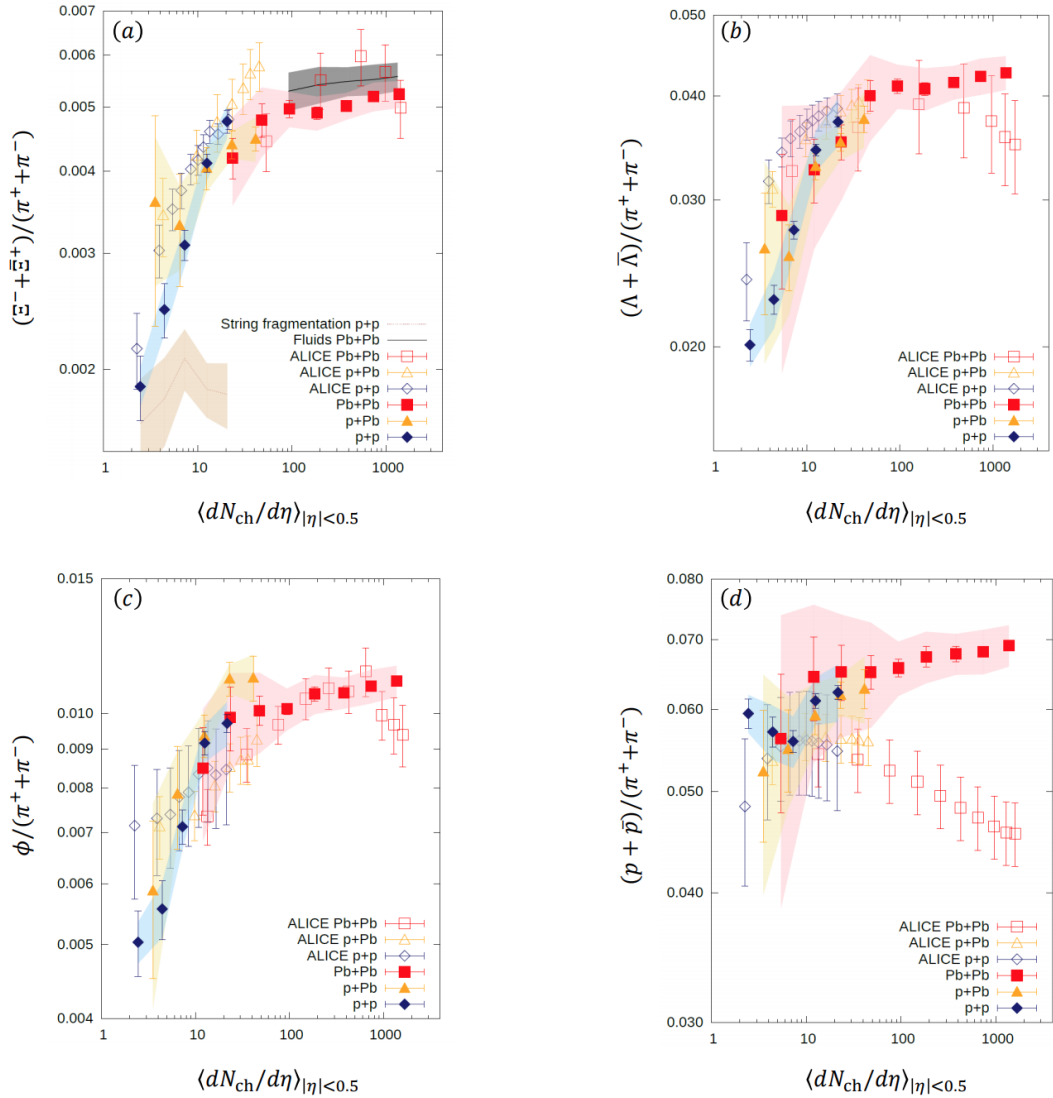 (a)
0.007
0.006
0.005
0.004
0.003
0.002
(Ξ⁻+Ξ̄⁺)/(π⁺+π⁻)
String fragmentation p+p
Fluids Pb+Pb
ALICE Pb+Pb
ALICE p+Pb
ALICE p+p
Pb+Pb
p+Pb
p+p
1 10 100 1000
⟨dN_ch/dη⟩_|η|<0.5
(b)
0.050
0.040
0.030
0.020
(Λ + Λ̄)/(π⁺+π⁻)
ALICE Pb+Pb
ALICE p+Pb
ALICE p+p
Pb+Pb
p+Pb
p+p
1 10 100 1000
⟨dN_ch/dη⟩_|η|<0.5
(c)
0.015
0.010
0.009
0.008
0.007
0.006
0.005
0.004
ϕ/(π⁺+π⁻)
ALICE Pb+Pb
ALICE p+Pb
ALICE p+p
Pb+Pb
p+Pb
p+p
1 10 100 1000
⟨dN_ch/dη⟩_|η|<0.5
(d)
0.080
0.070
0.060
0.050
0.040
0.030
(p + p̄)/(π⁺+π⁻)
ALICE Pb+Pb
ALICE p+Pb
ALICE p+p
Pb+Pb
p+Pb
p+p
1 10 100 1000
⟨dN_ch/dη⟩_|η|<0.5